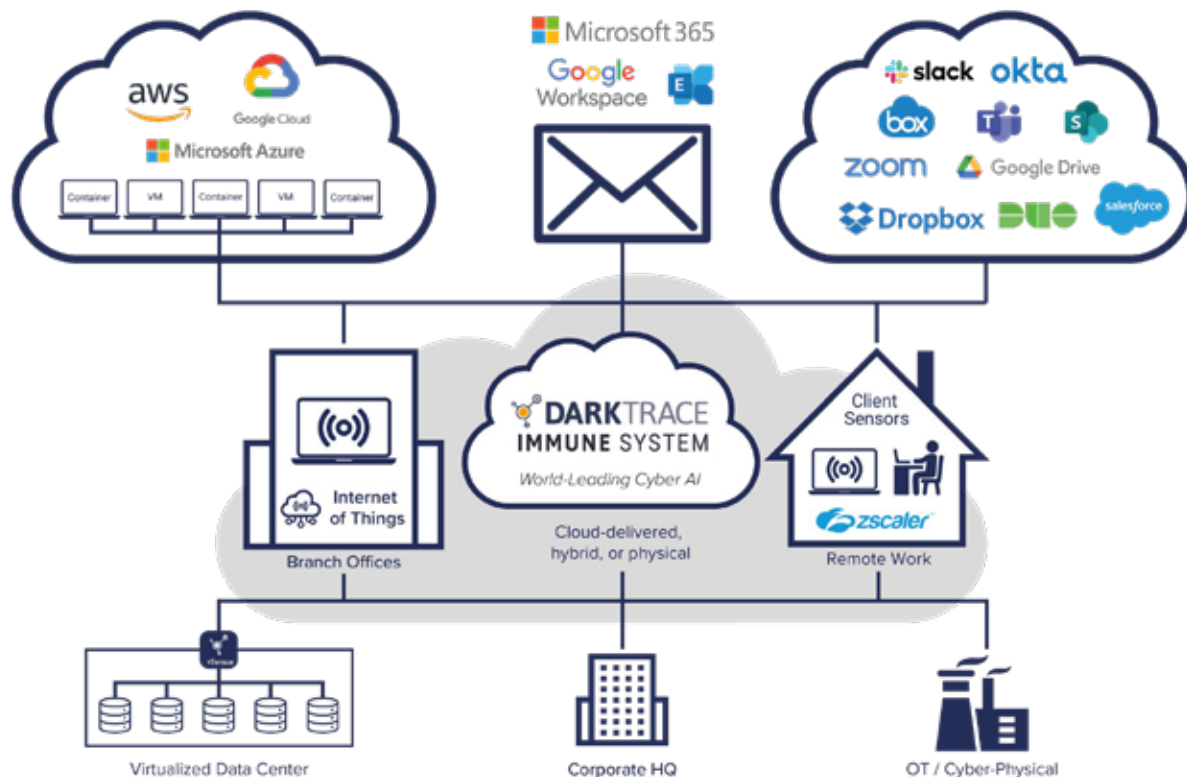 aws
Google Cloud
Microsoft Azure
Container
VM
Container
VM
Container
Microsoft 365
Google
Workspace
E
slack
okta
box
T
S
zoom
Google Drive
Dropbox
DUO
salesforce
Internet
of Things
Branch Offices
DARKTRACE
IMMUNE SYSTEM
World-Leading Cyber AI
Cloud-delivered,
hybrid, or physical
Client
Sensors
zscaler™
Remote Work
vSensor
Virtualized Data Center
Corporate HQ
OT / Cyber-Physical